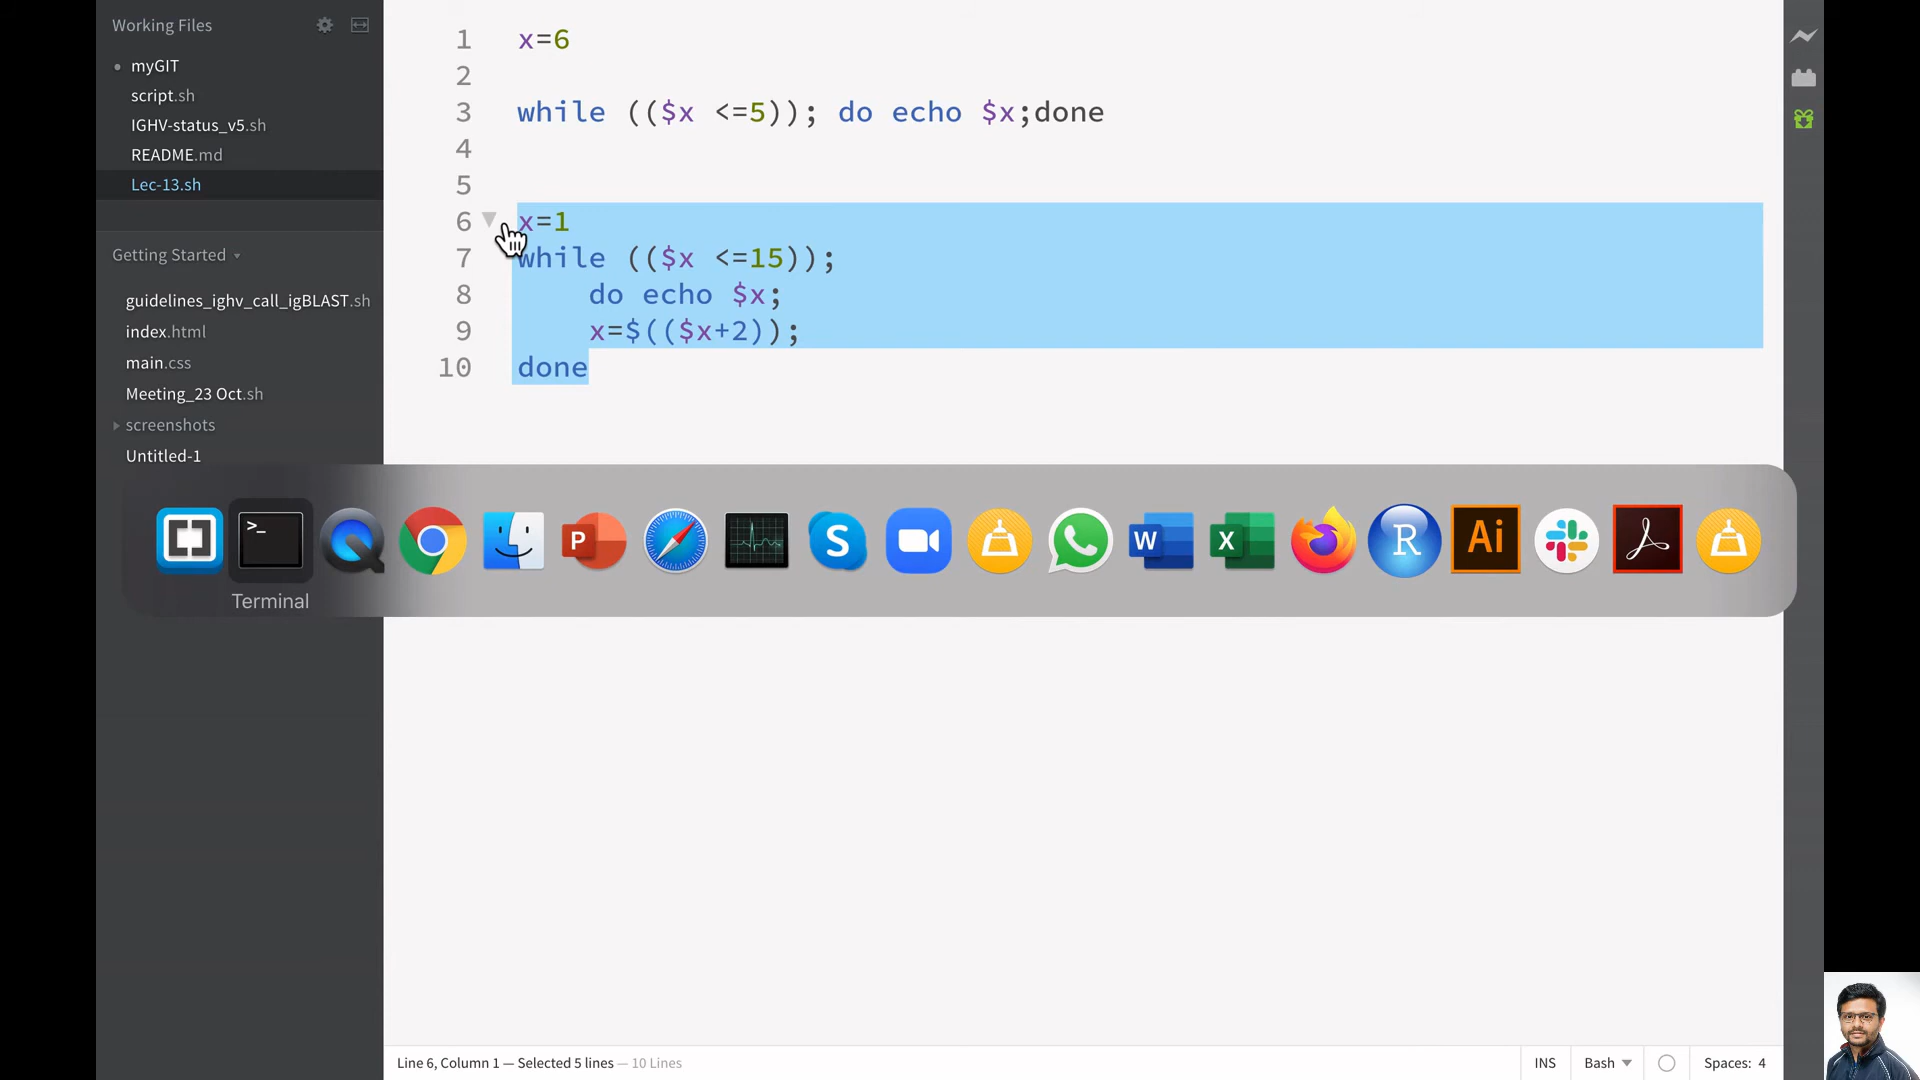 Working Files
myGIT
script.sh
IGHV-status_v5.sh
README.md
Lec-13.sh
Getting Started
guidelines_ighv_call_igBLAST.sh
index.html
main.css
Meeting_23 Oct.sh
screenshots
Untitled-1
1 x=6
2
3 while (($x <=5)); do echo $x;done
4
5
6 x=1
7 while (($x <=15));
8 do echo $x;
9 x=$(($x+2));
10 done
>_
P
S
W
X
R
Ai
Terminal
Line 6, Column 1 — Selected 5 lines — 10 Lines
INS
Bash
Spaces: 4